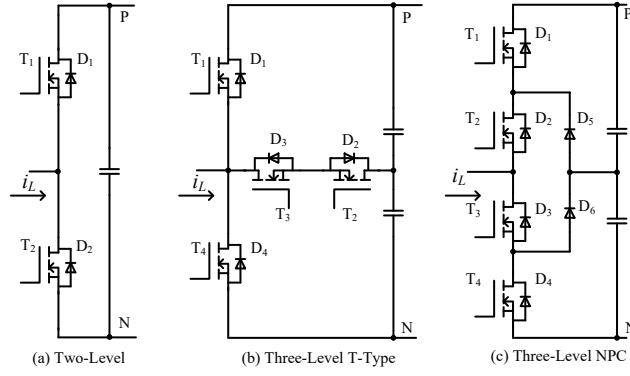 P
T1
D1
iL
T2
D2
N
(a) Two-Level
P
T1
D1
D3
D2
iL
T3
T2
T4
D4
N
(b) Three-Level T-Type
P
T1
D1
T2
D2
D5
iL
T3
D3
D6
T4
D4
N
(c) Three-Level NPC